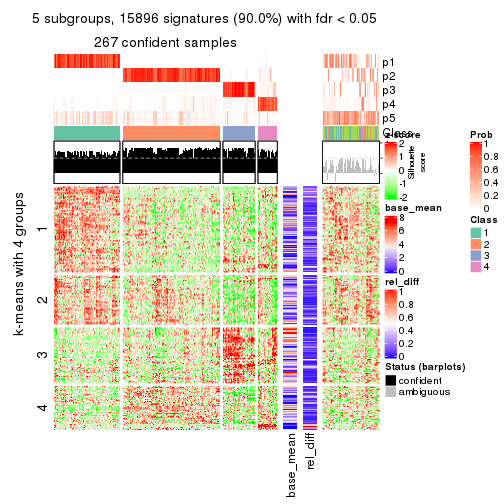 5 subgroups, 15896 signatures (90.0%) with fdr < 0.05
267 confident samples
p1
p2
p3
p4
p5
Class
z-score
2
1
0
-1
-2
Silhouette
score
Prob
1
0.8
0.6
0.4
0.2
0
base_mean
8
6
4
2
0
Class
1
2
3
4
rel_diff
1
0.8
0.6
0.4
0.2
0
Status (barplots)
confident
ambiguous
k-means with 4 groups
1
2
3
4
base_mean
rel_diff